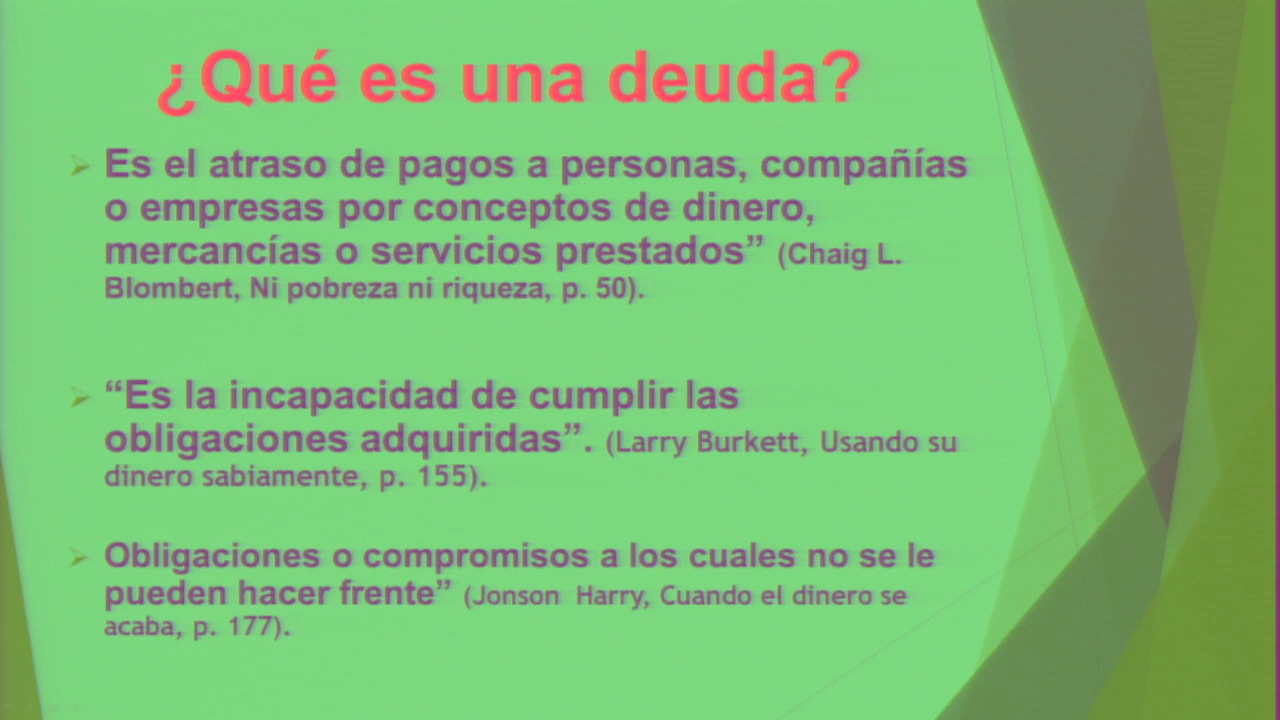 ¿Qué es una deuda?
Es el atraso de pagos a personas, compañías
o empresas por conceptos de dinero,
mercancías o servicios prestados” (Chaig L.
Blombert, Ni pobreza ni riqueza, p. 50).
“Es la incapacidad de cumplir las
obligaciones adquiridas”. (Larry Burkett, Usando su
dinero sabiamente, p. 155).
Obligaciones o compromisos a los cuales no se le
pueden hacer frente” (Jonson Harry, Cuando el dinero se
acaba, p. 177).